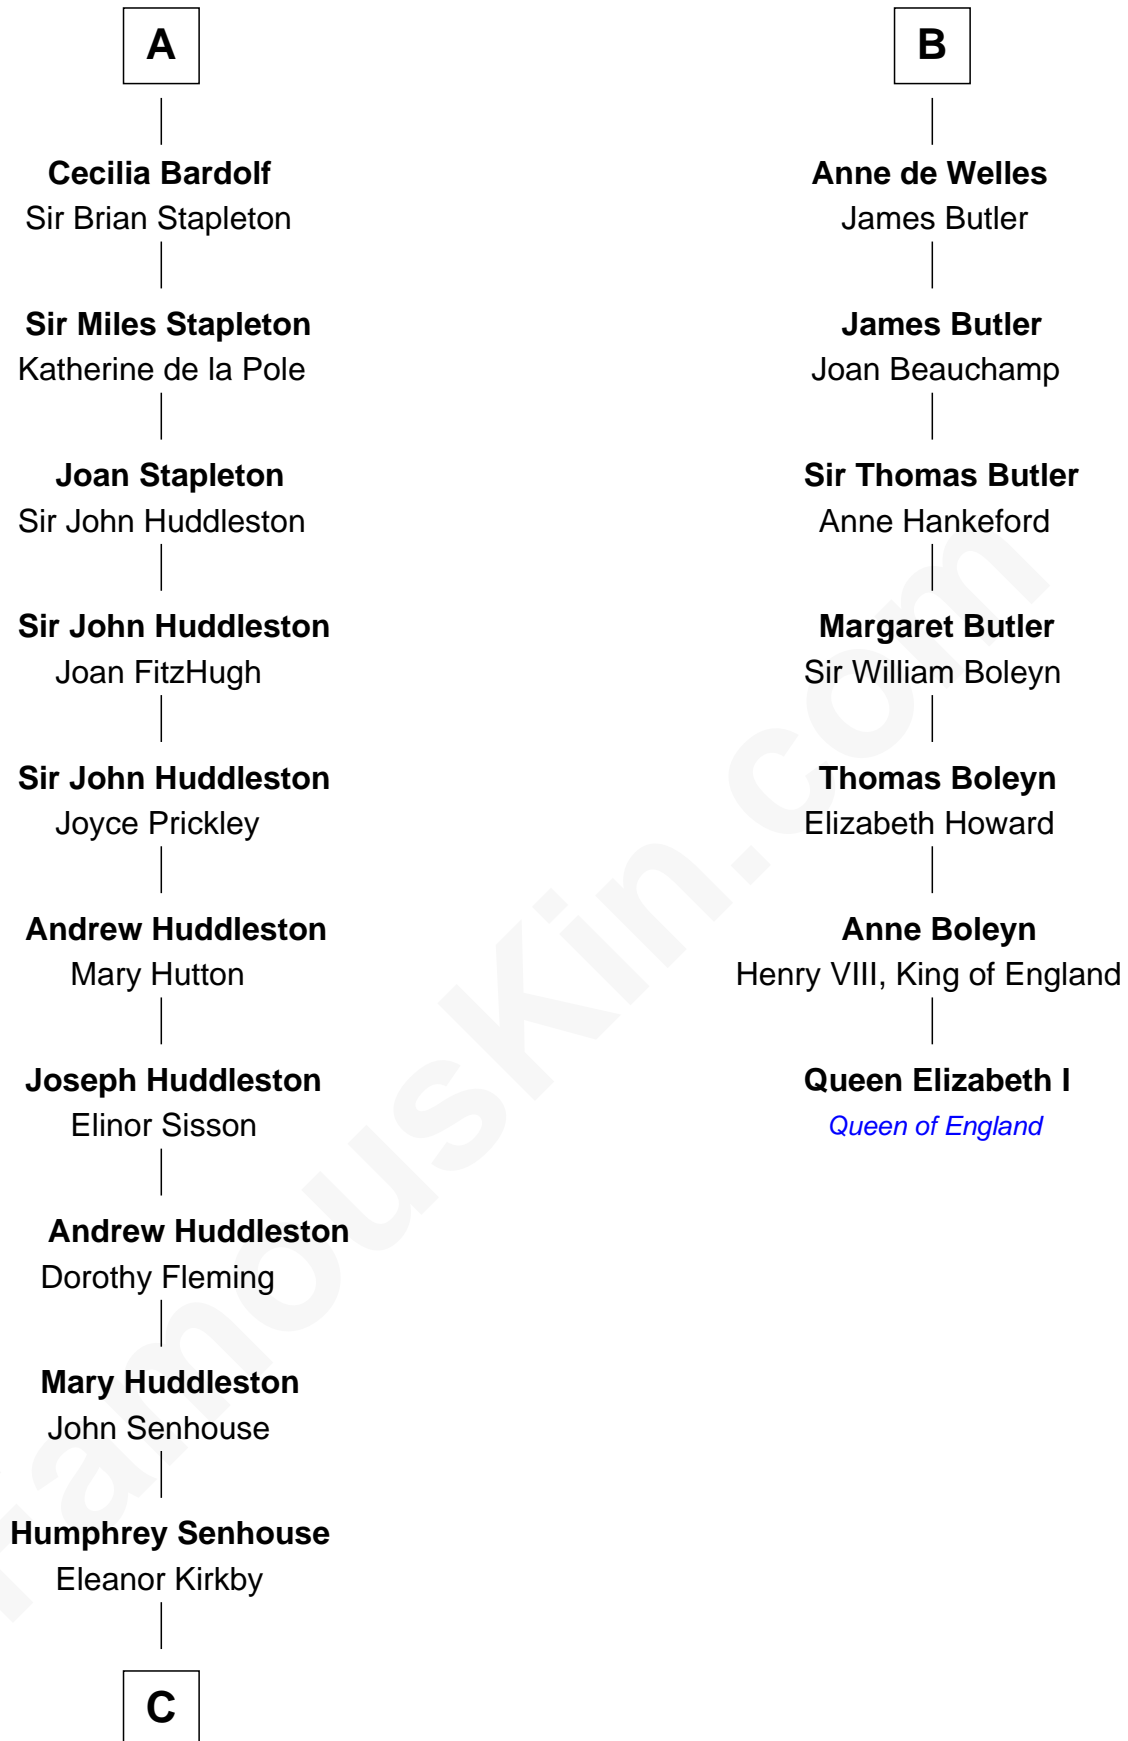 A
Cecilia Bardolf
Sir Brian Stapleton
Sir Miles Stapleton
Katherine de la Pole
Joan Stapleton
Sir John Huddleston
Sir John Huddleston
Joan FitzHugh
Sir John Huddleston
Joyce Prickley
Andrew Huddleston
Mary Hutton
Joseph Huddleston
Elinor Sisson
Andrew Huddleston
Dorothy Fleming
Mary Huddleston
John Senhouse
Humphrey Senhouse
Eleanor Kirkby
C
B
Anne de Welles
James Butler
James Butler
Joan Beauchamp
Sir Thomas Butler
Anne Hankeford
Margaret Butler
Sir William Boleyn
Thomas Boleyn
Elizabeth Howard
Anne Boleyn
Henry VIII, King of England
Queen Elizabeth I
Queen of England
FamousKin.com